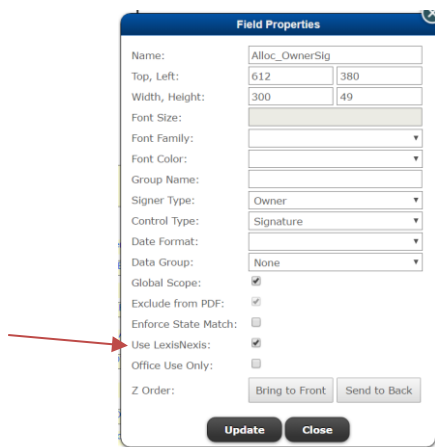 Field Properties
Name: Alloc_OwnerSig
Top, Left: 612 380
Width, Height: 300 49
Font Size:
Font Family:
Font Color:
Group Name:
Signer Type: Owner
Control Type: Signature
Date Format:
Data Group: None
Global Scope:
Exclude from PDF:
Enforce State Match:
Use LexisNexis:
Office Use Only:
Z Order: Bring to Front Send to Back
Update Close